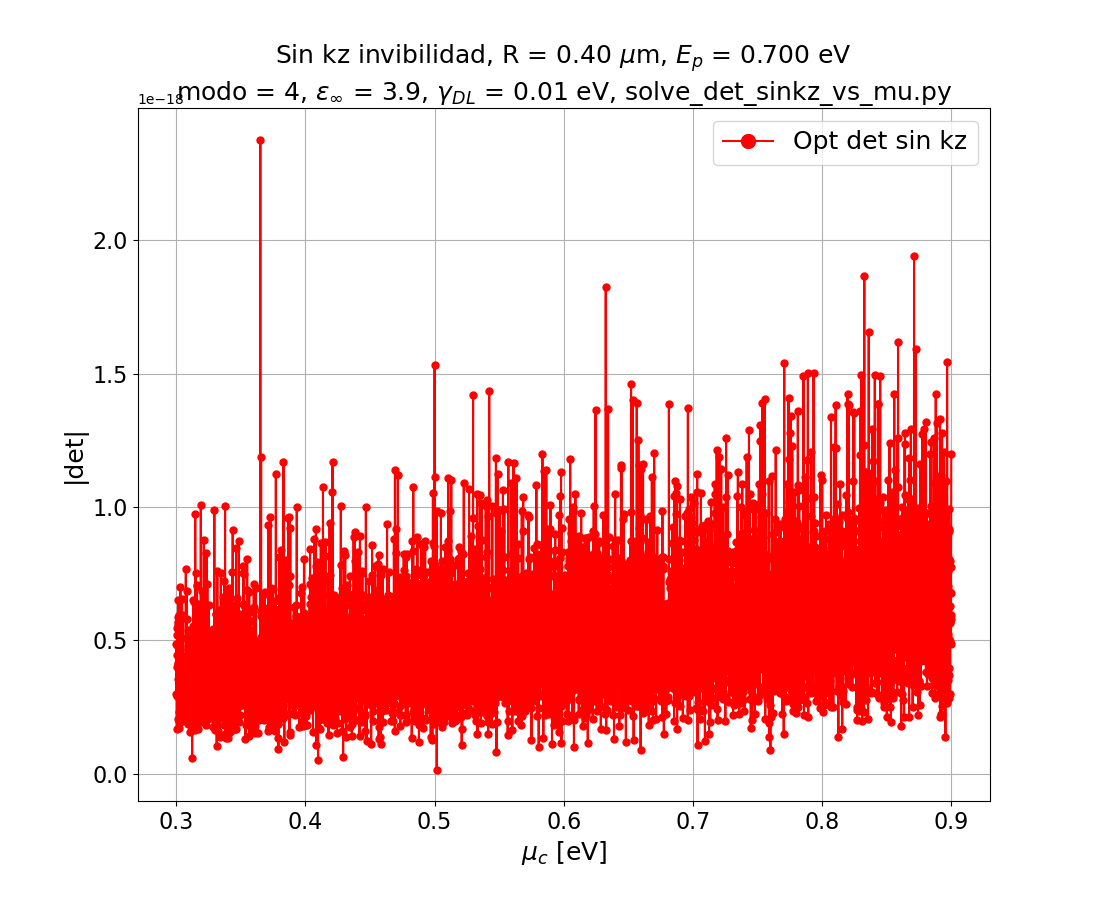 Sin kz invibilidad, R = 0.40 μm, E_p = 0.700 eV
modo = 4, ε_∞ = 3.9, γ_DL = 0.01 eV, solve_det_sinkz_vs_mu.py
1e−18
Opt det sin kz
2.0
1.5
1.0
0.5
0.0
|det|
0.3 0.4 0.5 0.6 0.7 0.8 0.9
μ_c [eV]